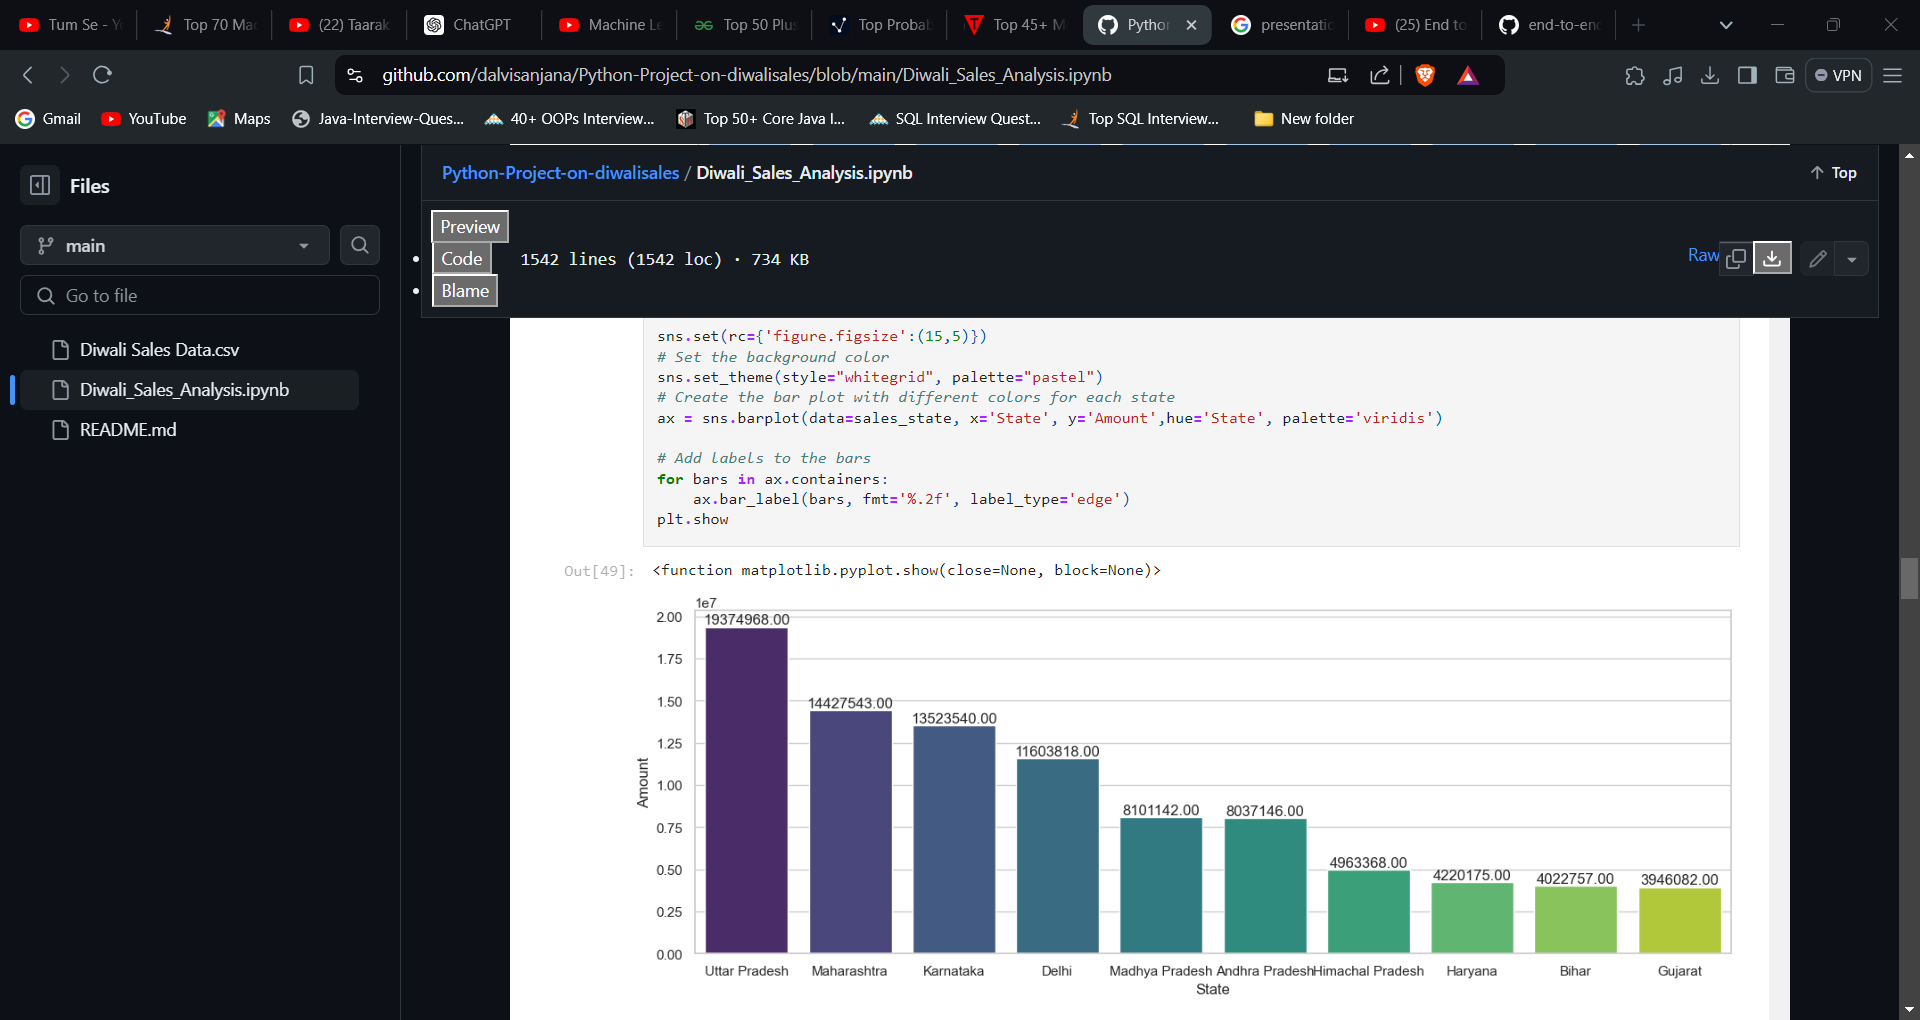 Tum Se - Y
Top 70 Ma
(22) Taarak
ChatGPT
Machine Le
Top 50 Plus
Top Probab
Top 45+ M
Pytho
presentatio
(25) End to
end-to-en
github.com/dalvisanjana/Python-Project-on-diwalisales/blob/main/Diwali_Sales_Analysis.ipynb
VPN
Gmail
YouTube
Maps
Java-Interview-Ques...
40+ OOPs Interview...
Top 50+ Core Java I...
SQL Interview Quest...
Top SQL Interview...
New folder
Files
main
Go to file
Diwali Sales Data.csv
Diwali_Sales_Analysis.ipynb
README.md
Python-Project-on-diwalisales / Diwali_Sales_Analysis.ipynb
Top
Preview
Code
Blame
1542 lines (1542 loc) · 734 KB
Raw
sns.set(rc={'figure.figsize':(15,5)})
# Set the background color
sns.set_theme(style="whitegrid", palette="pastel")
# Create the bar plot with different colors for each state
ax = sns.barplot(data=sales_state, x='State', y='Amount',hue='State', palette='viridis')
# Add labels to the bars
for bars in ax.containers:
    ax.bar_label(bars, fmt='%.2f', label_type='edge')
plt.show
Out[49]: <function matplotlib.pyplot.show(close=None, block=None)>
1e7
2.00
1.75
1.50
1.25
1.00
0.75
0.50
0.25
0.00
Amount
19374968.00
14427543.00
13523540.00
11603818.00
8101142.00
8037146.00
4963368.00
4220175.00
4022757.00
3946082.00
Uttar Pradesh
Maharashtra
Karnataka
Delhi
Madhya Pradesh
Andhra Pradesh
Himachal Pradesh
Haryana
Bihar
Gujarat
State